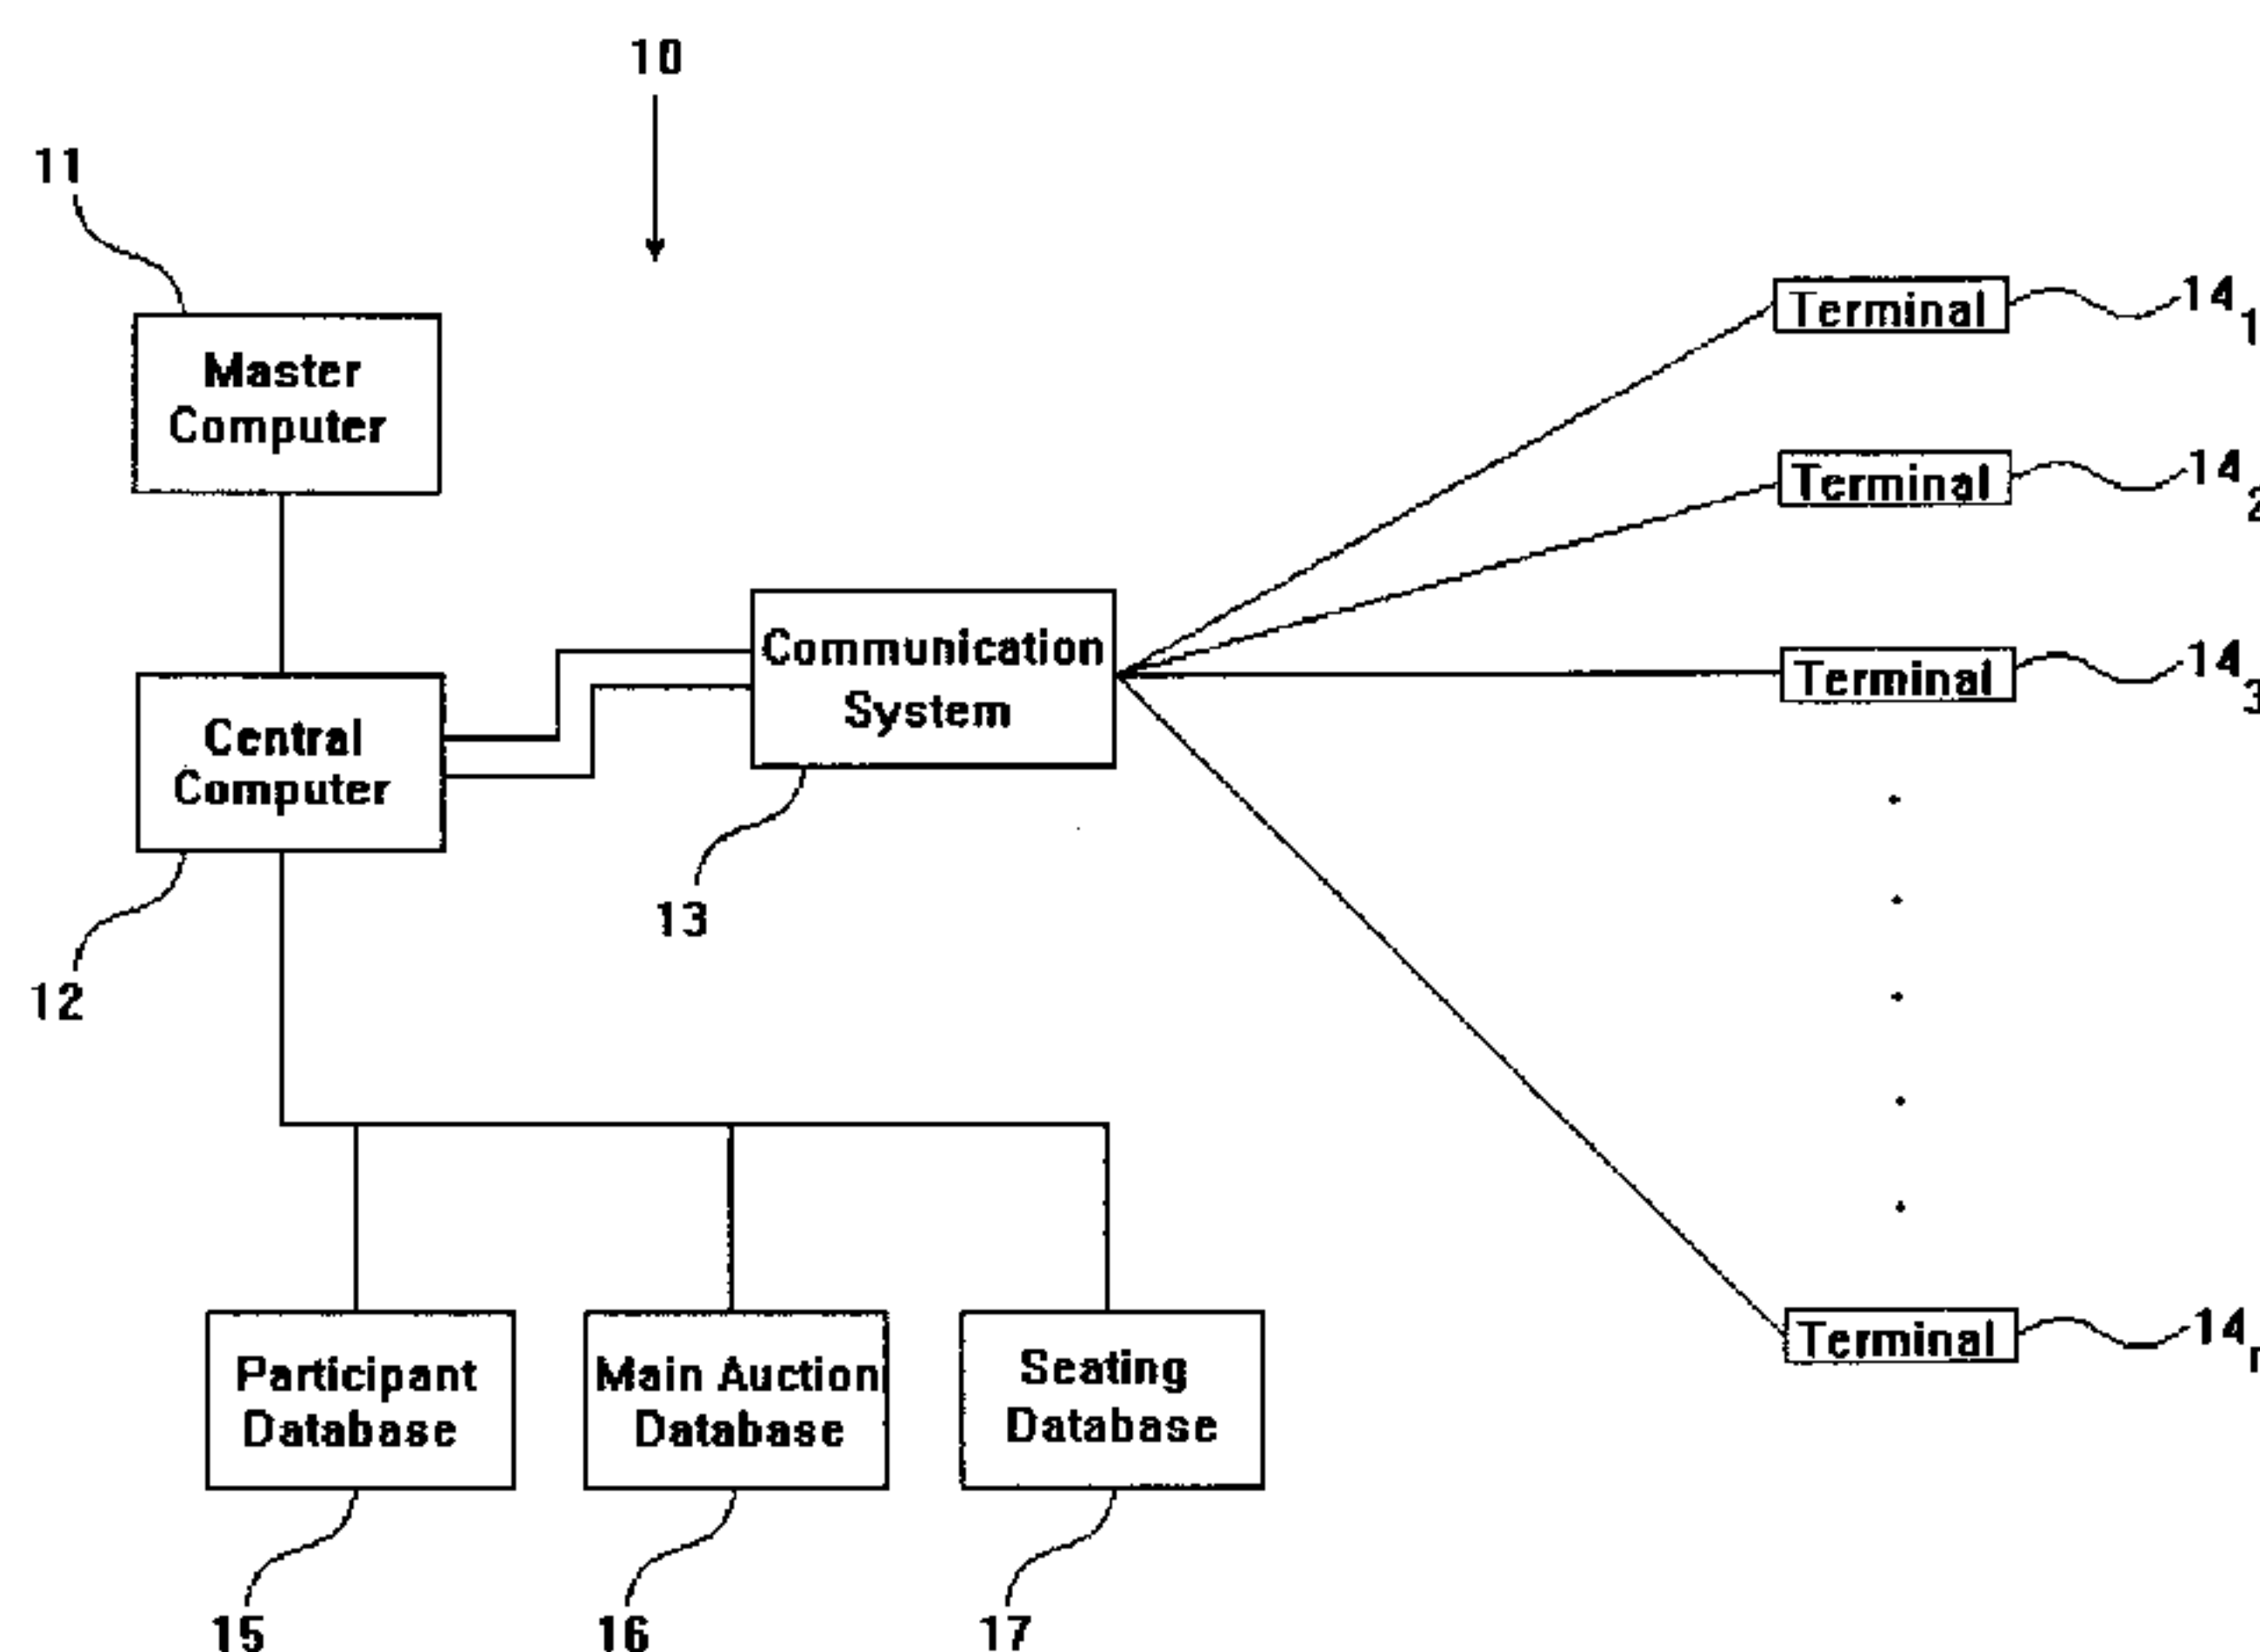 10
11
Master
Computer
Terminal
14 1
Terminal
14 2
Communication
System
Terminal
14 3
Central
Computer
13
12
Terminal
14
Participant
Database
Main Auction
Database
Seating
Database
15
16
17